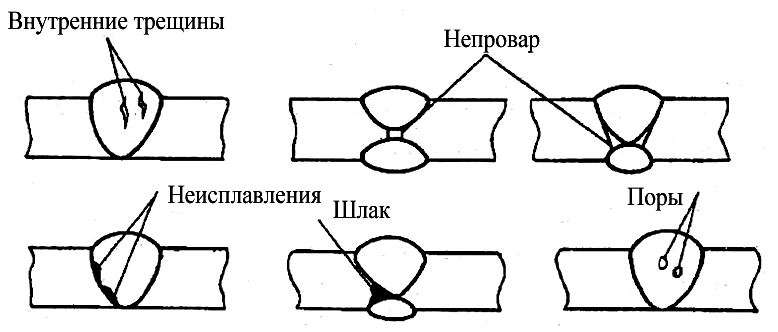 Внутренние трещины
Непровар
Неисплавления
Шлак
Поры